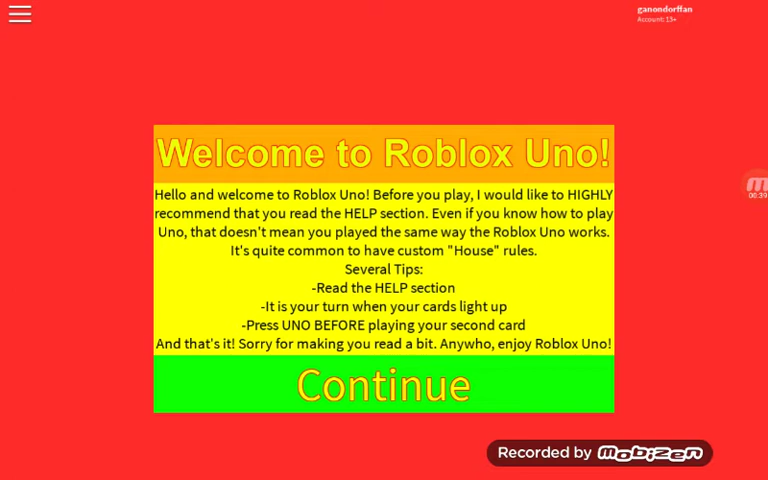 ganondorffan
Account: 13+
Welcome to Roblox Uno!
Hello and welcome to Roblox Uno! Before you play, I would like to HIGHLY
recommend that you read the HELP section. Even if you know how to play
Uno, that doesn't mean you played the same way the Roblox Uno works.
It's quite common to have custom "House" rules.
Several Tips:
-Read the HELP section
-It is your turn when your cards light up
-Press UNO BEFORE playing your second card
And that's it! Sorry for making you read a bit. Anywho, enjoy Roblox Uno!
Continue
00:39
Recorded by mobizen